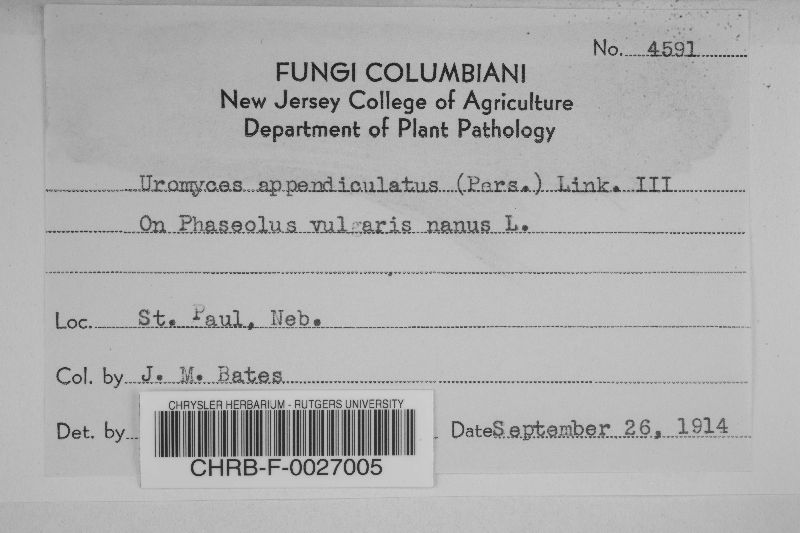 No. 4591
FUNGI COLUMBIANI
New Jersey College of Agriculture
Department of Plant Pathology
Uromyces appendiculatus (Pers.) Link. III
On Phaseolus vulgaris nanus L.
Loc. St. Paul, Neb.
Col. by J. M. Bates
CHRYSLER HERBARIUM - RUTGERS UNIVERSITY
Det. by Date September 26, 1914
CHRB-F-0027005